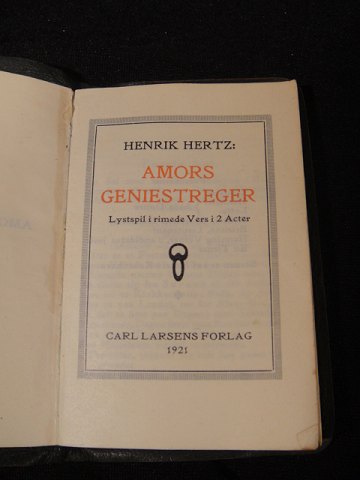 HENRIK HERTZ:
AMORS
GENIESTREGER
Lystspil i rimede Vers i 2 Acter
CARL LARSENS FORLAG
1921